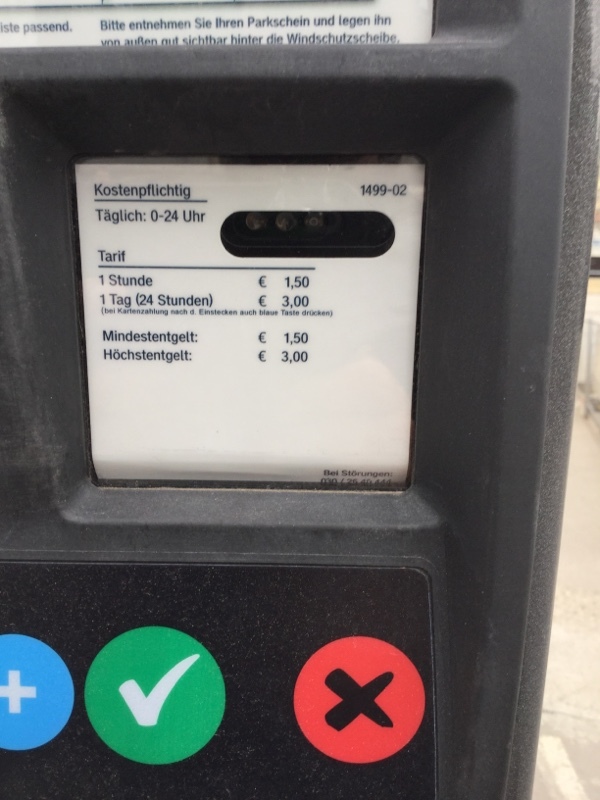 iste passend.
Bitte entnehmen Sie Ihren Parkschein und legen ihn
von außen gut sichtbar hinter die Windschutzscheibe.
Kostenpflichtig 1499-02
Täglich: 0-24 Uhr
Tarif
1 Stunde € 1,50
1 Tag (24 Stunden) € 3,00
(bei Kartenzahlung nach d. Einstecken auch blaue Taste drücken)
Mindestentgelt: € 1,50
Höchstentgelt: € 3,00
Bei Störungen:
+